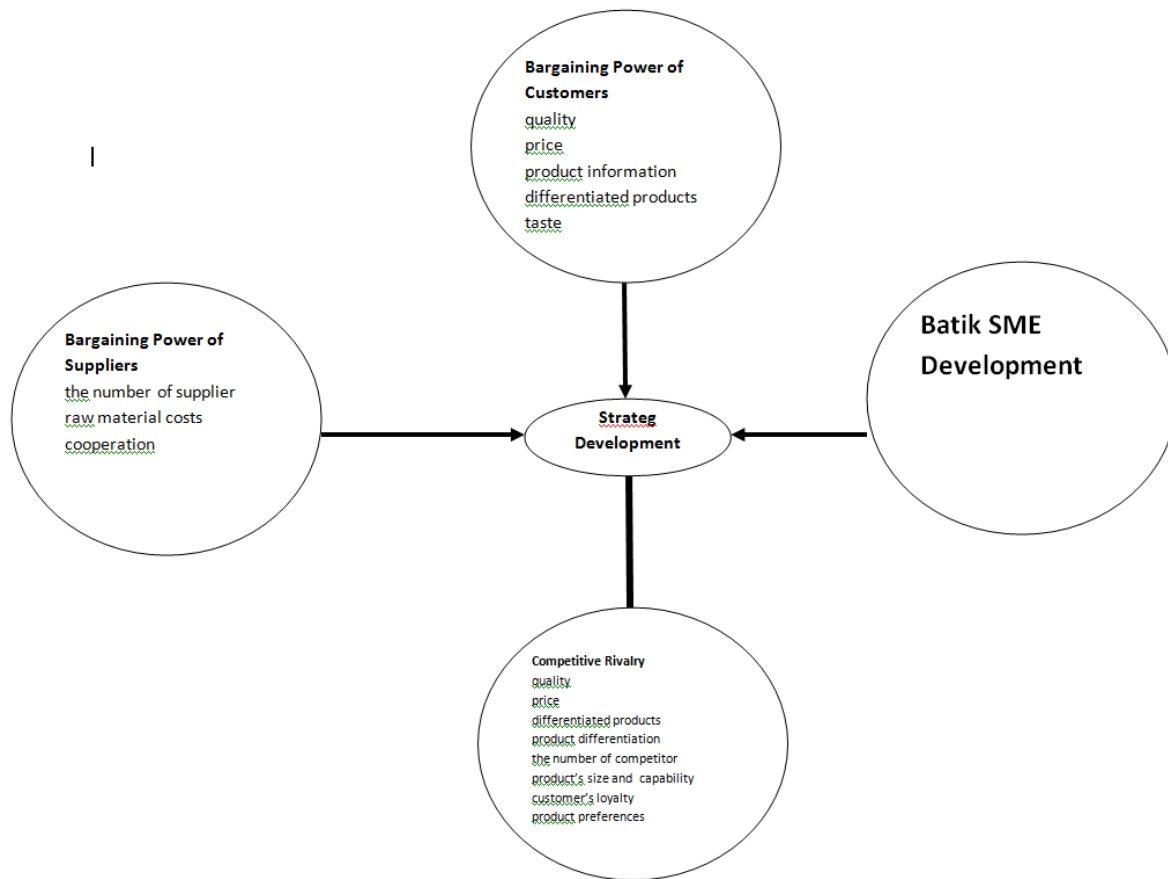 Bargaining Power of
Customers
quality
price
product information
differentiated products
taste
Bargaining Power of
Suppliers
the number of supplier
raw material costs
cooperation
Batik SME
Development
Strateg
Development
Competitive Rivalry
quality
price
differentiated products
product differentiation
the number of competitor
product's size and capability
customer's loyalty
product preferences